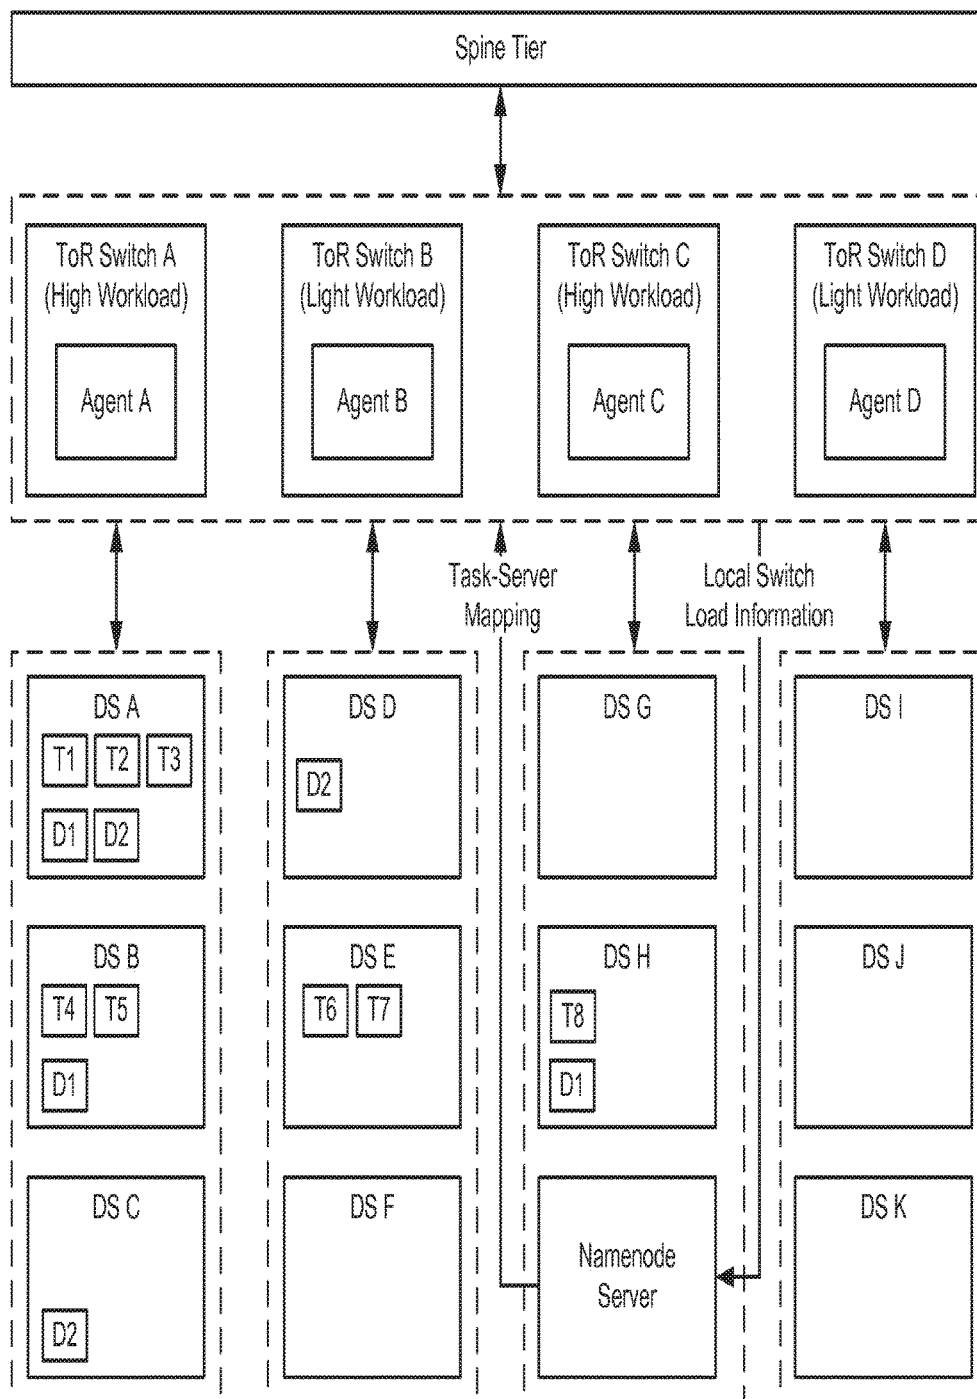 Spine Tier
ToR Switch A
(High Workload)
Agent A
ToR Switch B
(Light Workload)
Agent B
ToR Switch C
(High Workload)
Agent C
ToR Switch D
(Light Workload)
Agent D
Task-Server
Mapping
Local Switch
Load Information
DS A
T1 T2 T3
D1 D2
DS D
D2
DS G
DS I
DS B
T4 T5
D1
DS E
T6 T7
DS H
T8
D1
DS J
DS C
D2
DS F
Namenode
Server
DS K